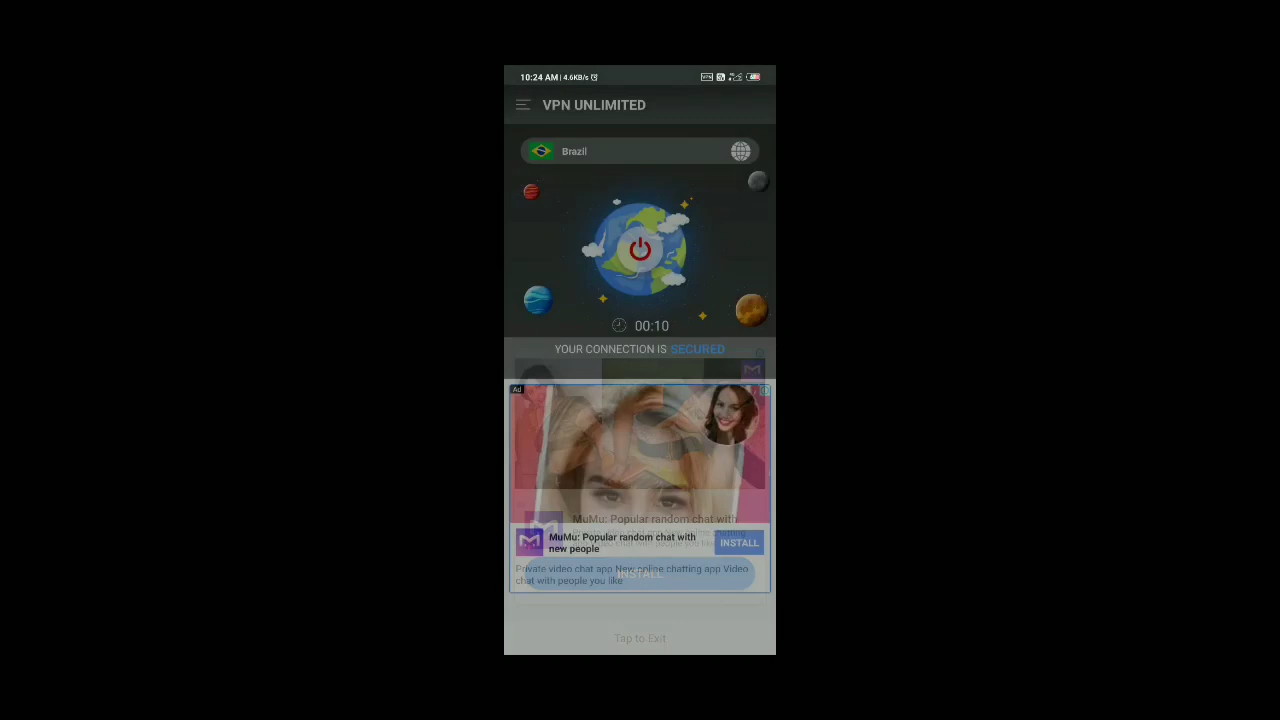 10:24 AM | 4.6KB/s
VPN
VPN UNLIMITED
Brazil
00:10
YOUR CONNECTION IS SECURED
Ad
MuMu: Popular random chat with
MuMu: Popular random chat with
new people
INSTALL
Private video chat app New online chatting app Video
chat with people you like
INSTALL
Tap to Exit